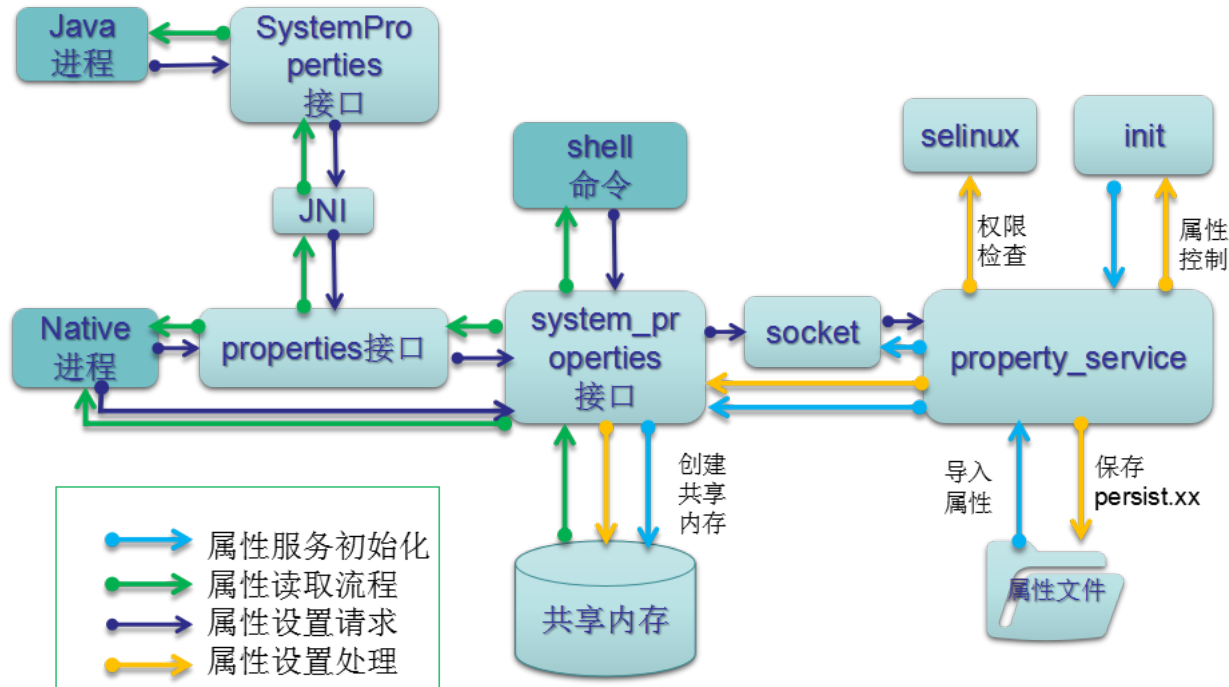 Java
进程
SystemPro
perties
接口
JNI
shell
命令
selinux
init
权限
检查
属性
控制
Native
进程
properties接口
system_pr
operties
接口
socket
property_service
创建
共享
内存
导入
属性
保存
persist.xx
共享内存
属性文件
属性服务初始化
属性读取流程
属性设置请求
属性设置处理